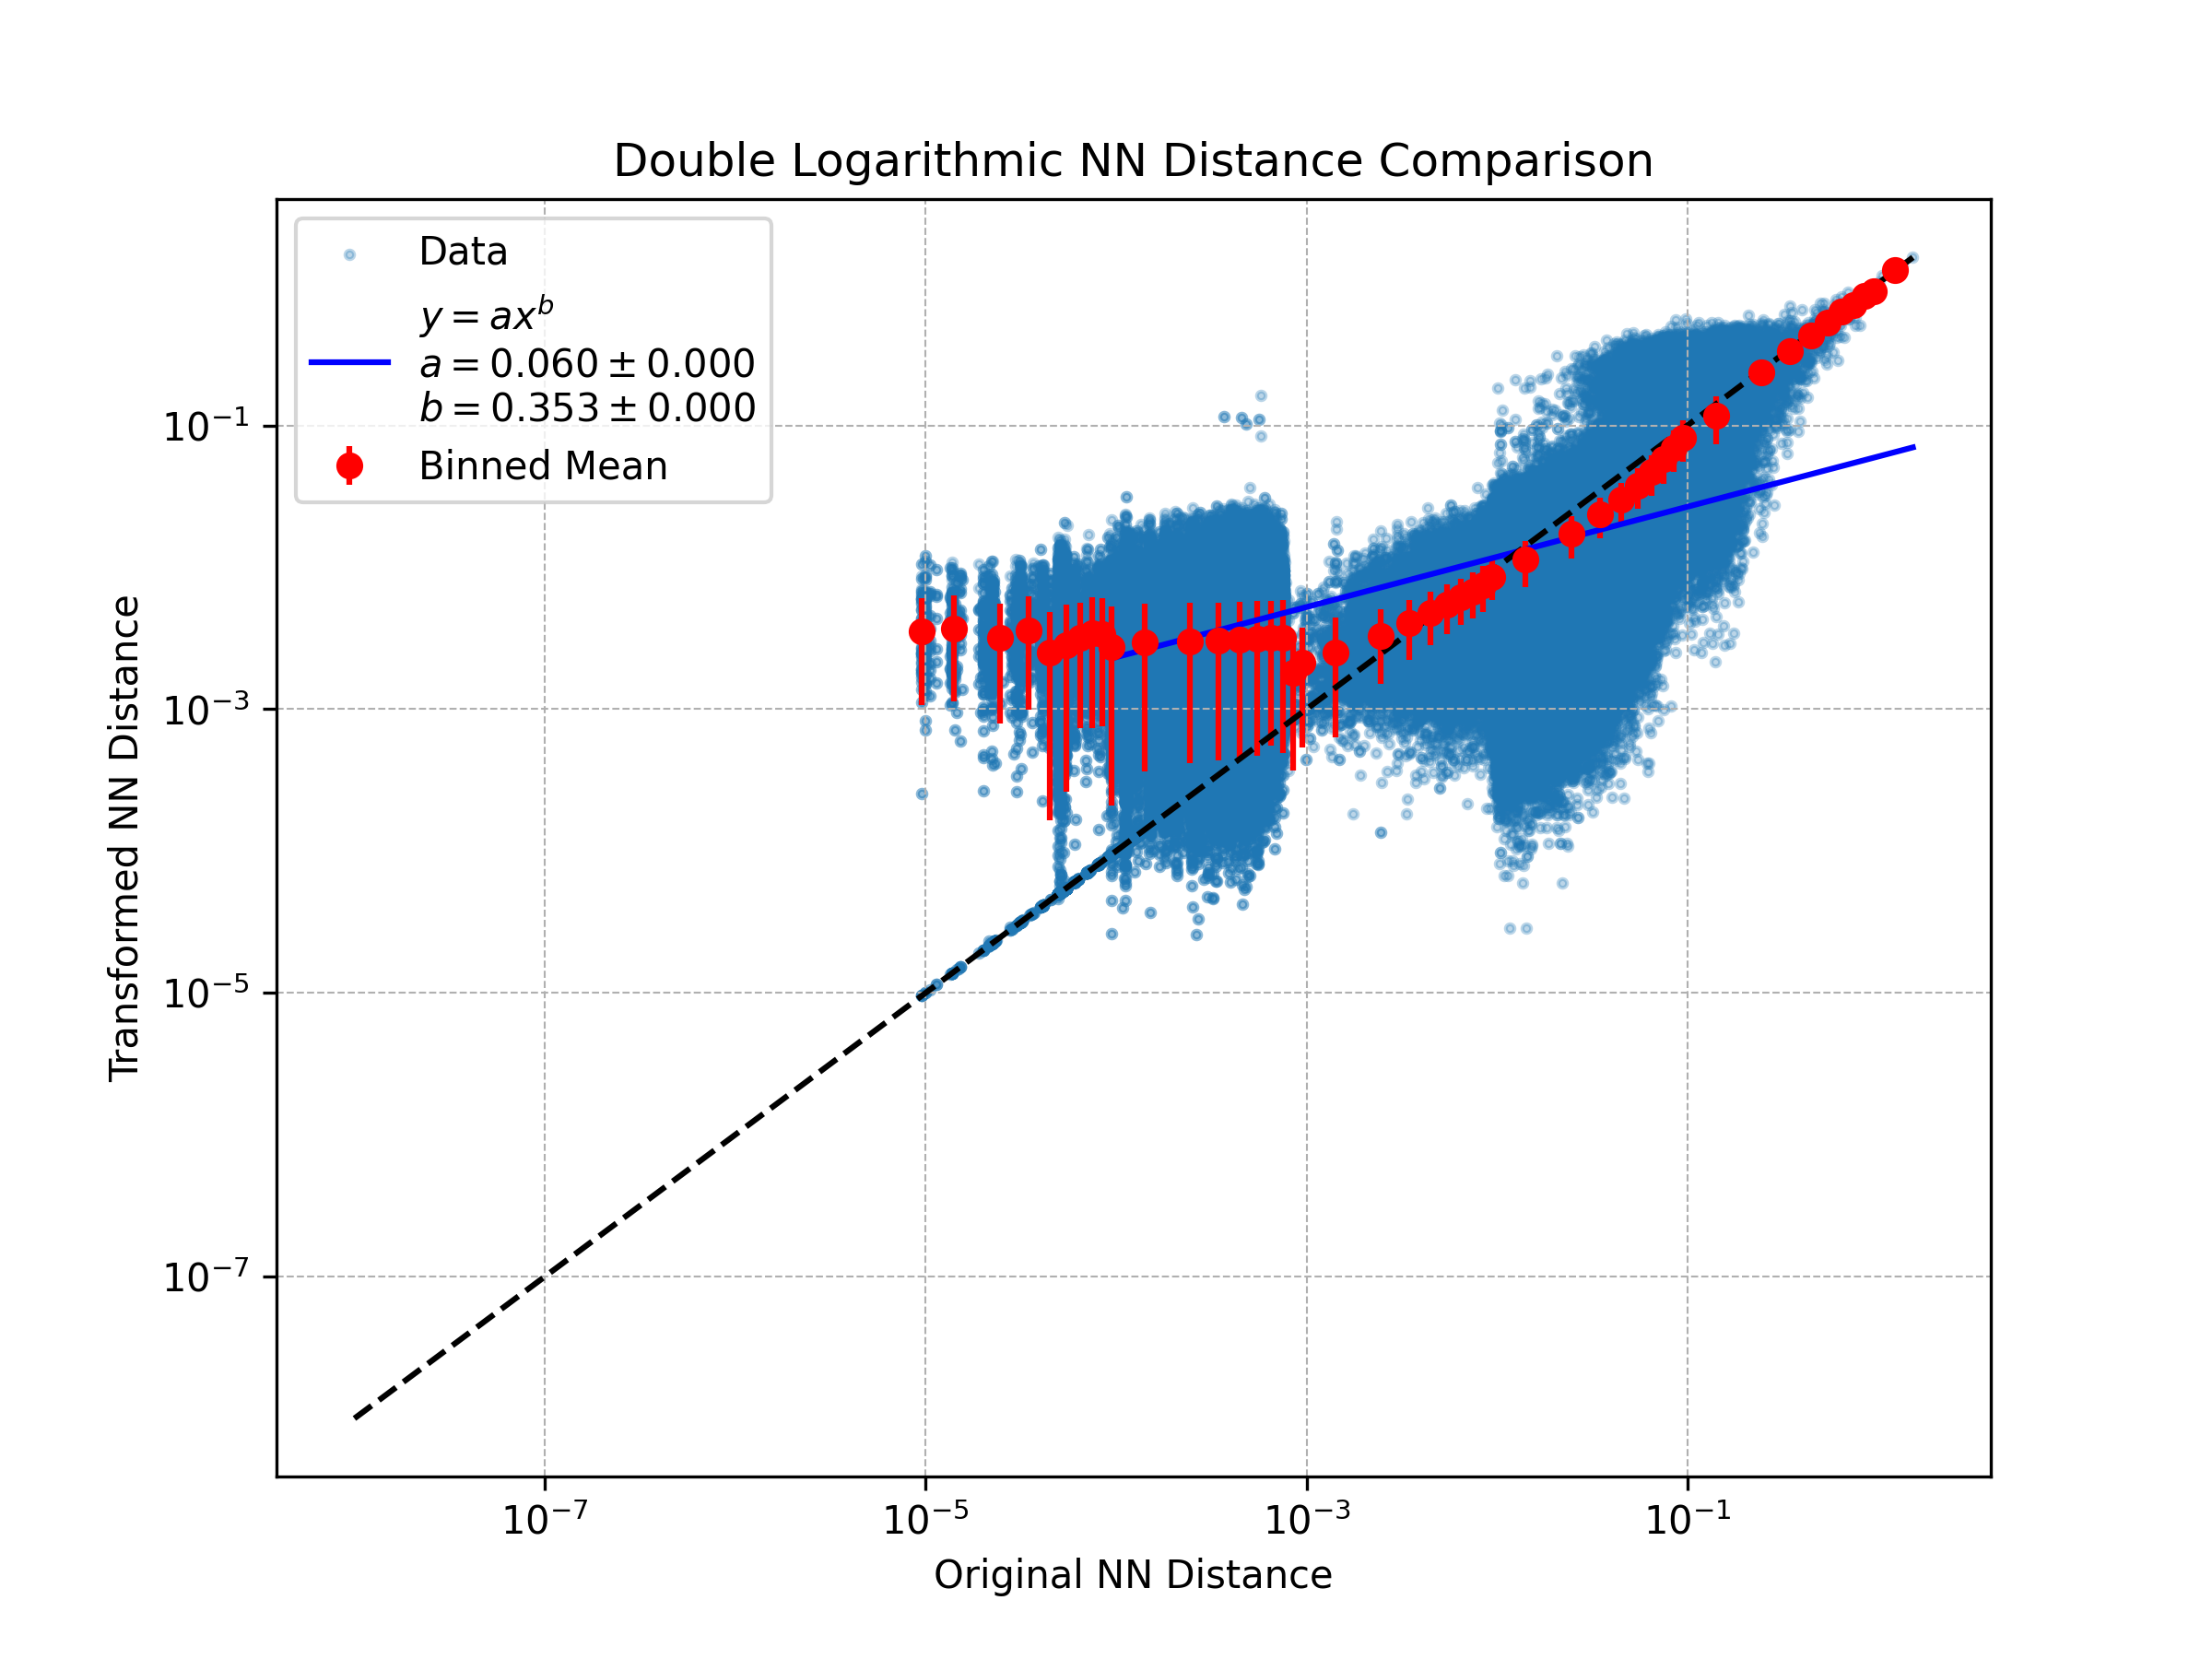 Double Logarithmic NN Distance Comparison
Data
y = ax^b
a = 0.060 ± 0.000
b = 0.353 ± 0.000
Binned Mean
10^−1
10^−3
10^−5
10^−7
Transformed NN Distance
10^−7 10^−5 10^−3 10^−1
Original NN Distance